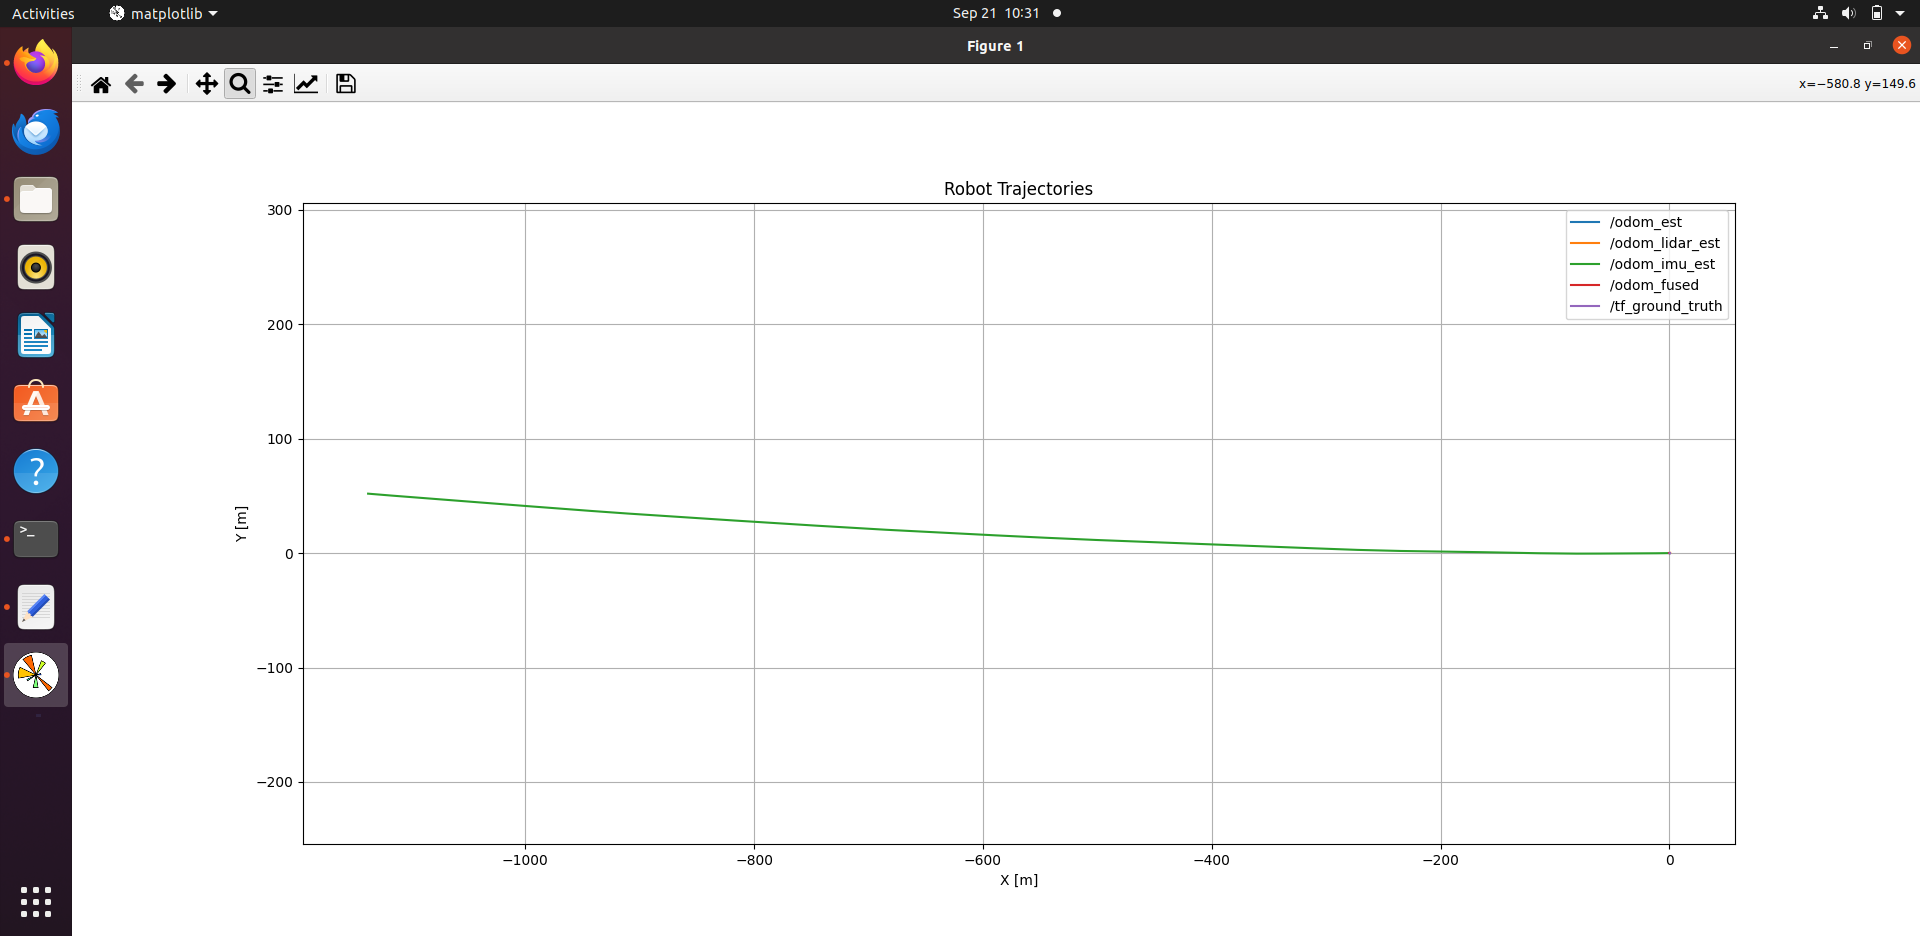 Activities
matplotlib
Sep 21 10:31
Figure 1
x=−580.8 y=149.6
Robot Trajectories
300
200
100
0
−100
−200
Y [m]
/odom_est
/odom_lidar_est
/odom_imu_est
/odom_fused
/tf_ground_truth
−1000
−800
−600
−400
−200
0
X [m]